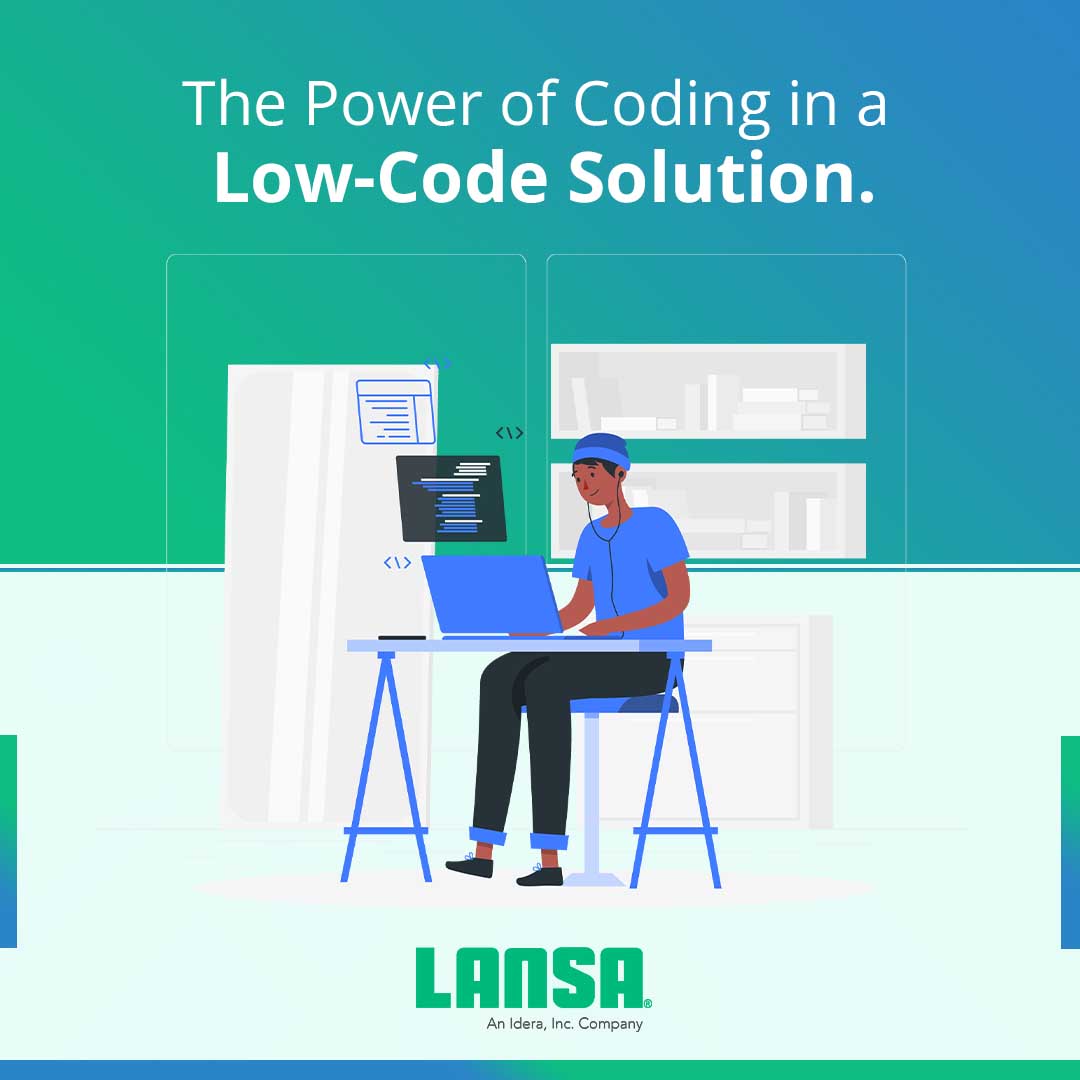 The Power of Coding in a
Low-Code Solution.
<\>
<\>
<\>
LANSA®
An Idera, Inc. Company